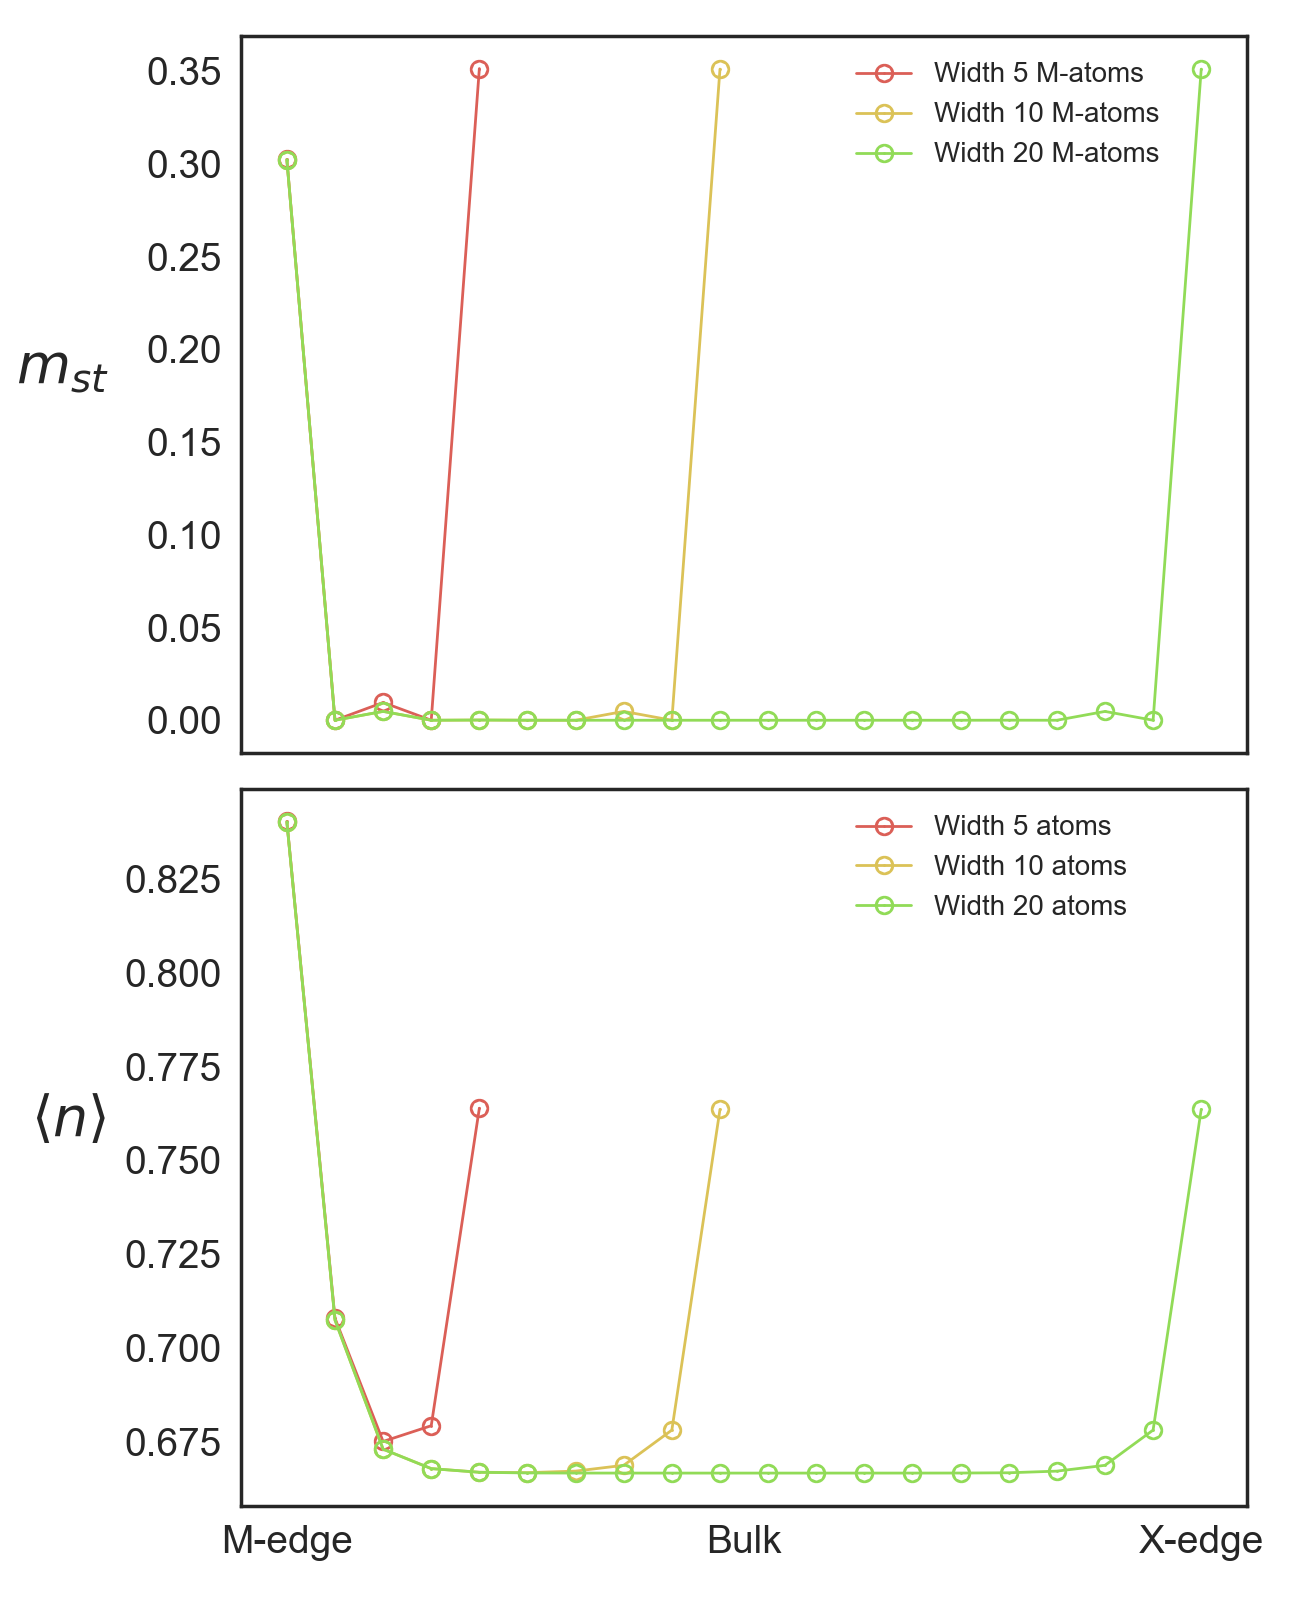 0.35
0.30
0.25
0.20
0.15
0.10
0.05
0.00
m_{st}
Width 5 M-atoms
Width 10 M-atoms
Width 20 M-atoms
0.825
0.800
0.775
0.750
0.725
0.700
0.675
⟨n⟩
Width 5 atoms
Width 10 atoms
Width 20 atoms
M-edge Bulk X-edge